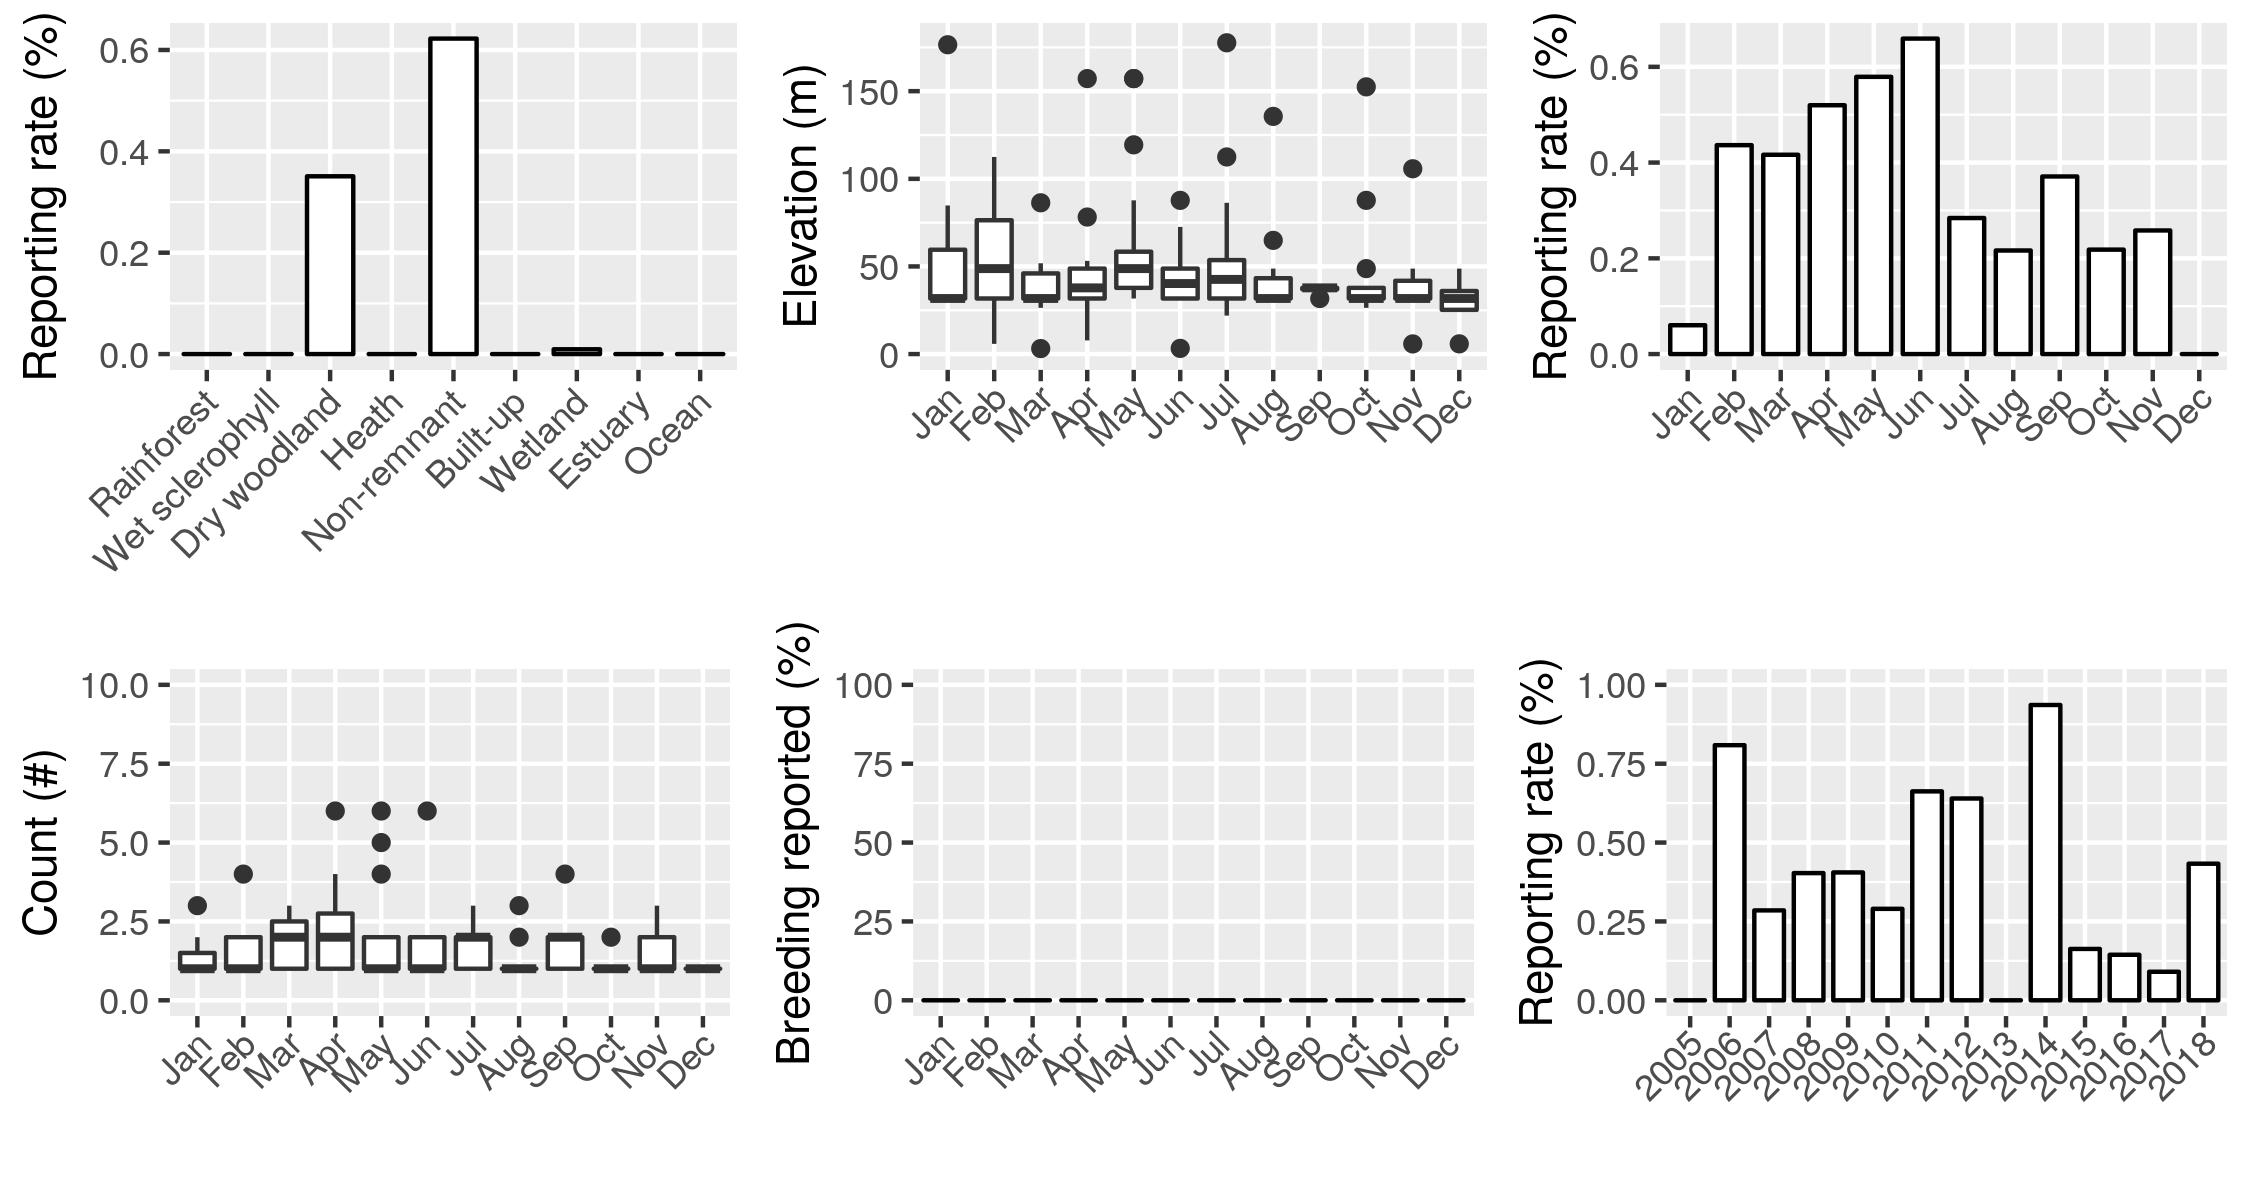 Reporting rate (%)
0.6
0.4
0.2
0.0
Rainforest
Wet sclerophyll
Dry woodland
Heath
Non-remnant
Built-up
Wetland
Estuary
Ocean
Elevation (m)
150
100
50
0
Jan
Feb
Mar
Apr
May
Jun
Jul
Aug
Sep
Oct
Nov
Dec
Reporting rate (%)
0.6
0.4
0.2
0.0
Jan
Feb
Mar
Apr
May
Jun
Jul
Aug
Sep
Oct
Nov
Dec
Count (#)
10.0
7.5
5.0
2.5
0.0
Jan
Feb
Mar
Apr
May
Jun
Jul
Aug
Sep
Oct
Nov
Dec
Breeding reported (%)
100
75
50
25
0
Jan
Feb
Mar
Apr
May
Jun
Jul
Aug
Sep
Oct
Nov
Dec
Reporting rate (%)
1.00
0.75
0.50
0.25
0.00
2005
2006
2007
2008
2009
2010
2011
2012
2013
2014
2015
2016
2017
2018